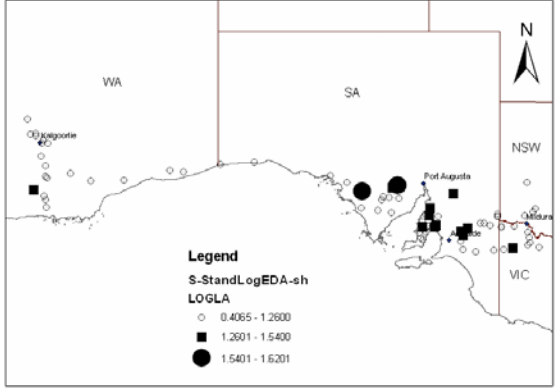 N
WA
SA
NSW
Kalgoorlie
Port Augusta
Mildura
VIC
Legend
S-StandLogEDA-sh
LOGLA
0.4065 - 1.2600
1.2601 - 1.5400
1.5401 - 1.6201